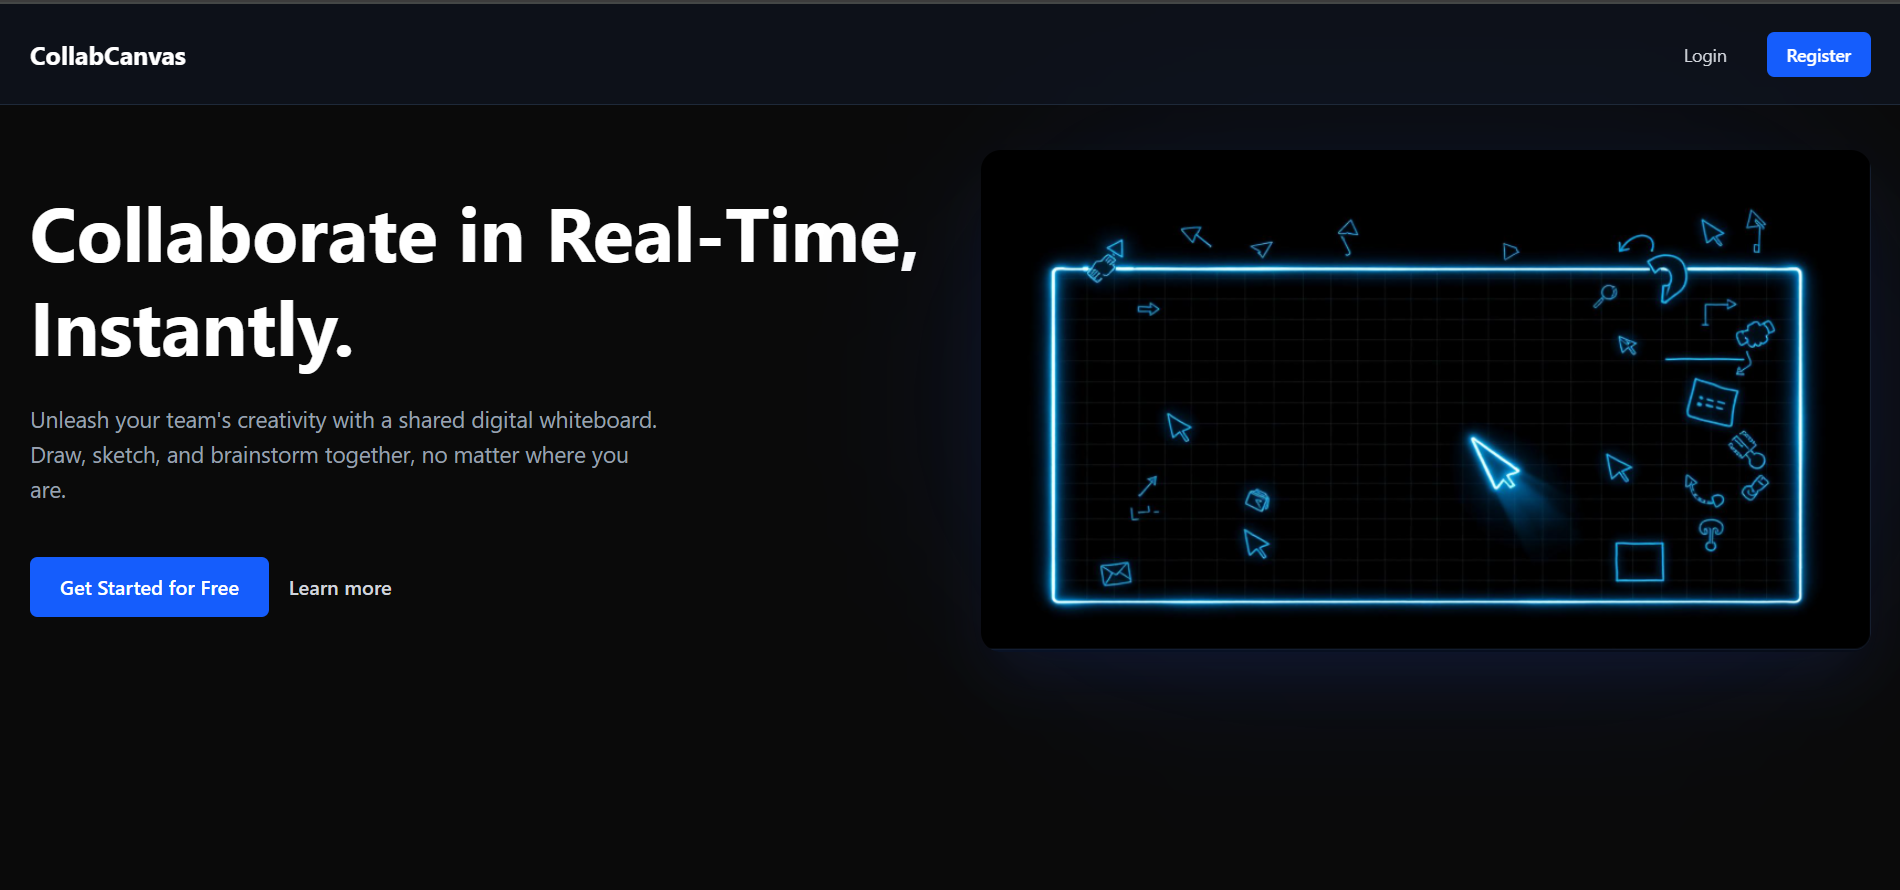 CollabCanvas
Login
Register
Collaborate in Real-Time,
Instantly.
Unleash your team's creativity with a shared digital whiteboard.
Draw, sketch, and brainstorm together, no matter where you
are.
Get Started for Free
Learn more